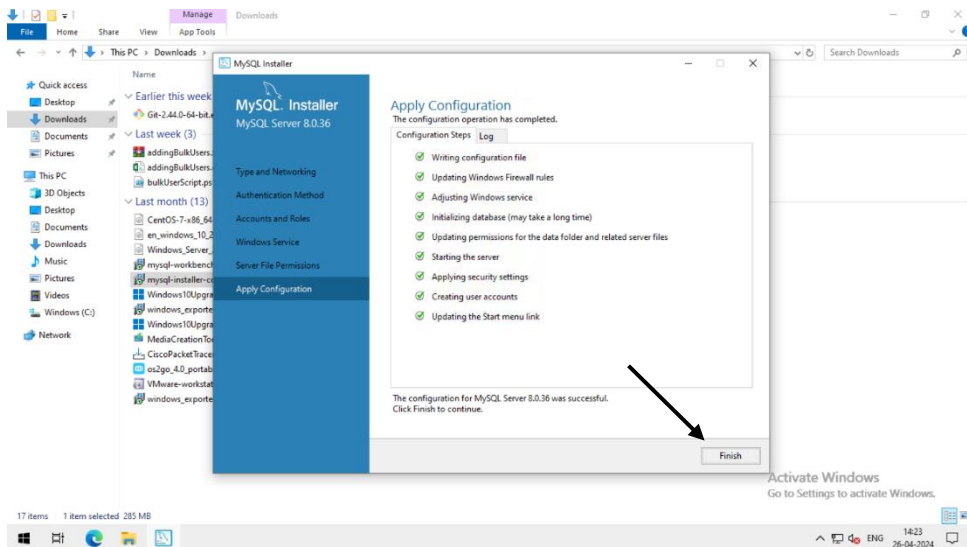 Manage
Downloads
File Home Share View App Tools
This PC › Downloads ›
Search Downloads
Quick access
Desktop
Downloads
Documents
Pictures
This PC
3D Objects
Desktop
Documents
Downloads
Music
Pictures
Videos
Windows (C:)
Network
Name
Earlier this week
Git-2.44.0-64-bit.e
Last week (3)
addingBulkUsers.
addingBulkUsers.
bulkUserScript.ps
Last month (13)
CentOS-7-x86_64
en_windows_10_2
Windows_Server_
mysql-workbench
mysql-installer-co
Windows10Upgra
windows_exporte
Windows10Upgra
MediaCreationToo
CiscoPacketTrace
os2go_4.0_portab
VMware-workstat
windows_exporte
MySQL Installer
MySQL. Installer
MySQL Server 8.0.36
Type and Networking
Authentication Method
Accounts and Roles
Windows Service
Server File Permissions
Apply Configuration
Apply Configuration
The configuration operation has completed.
Configuration Steps Log
Writing configuration file
Updating Windows Firewall rules
Adjusting Windows service
Initializing database (may take a long time)
Updating permissions for the data folder and related server files
Starting the server
Applying security settings
Creating user accounts
Updating the Start menu link
The configuration for MySQL Server 8.0.36 was successful.
Click Finish to continue.
Finish
Activate Windows
Go to Settings to activate Windows.
17 items 1 item selected 285 MB
ENG
14:23
26-04-2024